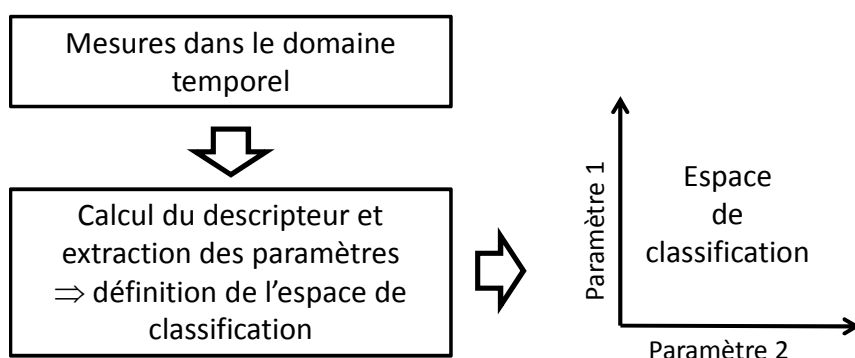 Mesures dans le domaine
temporel
Calcul du descripteur et
extraction des paramètres
⇒ définition de l’espace de
classification
Paramètre 1
Espace
de
classification
Paramètre 2